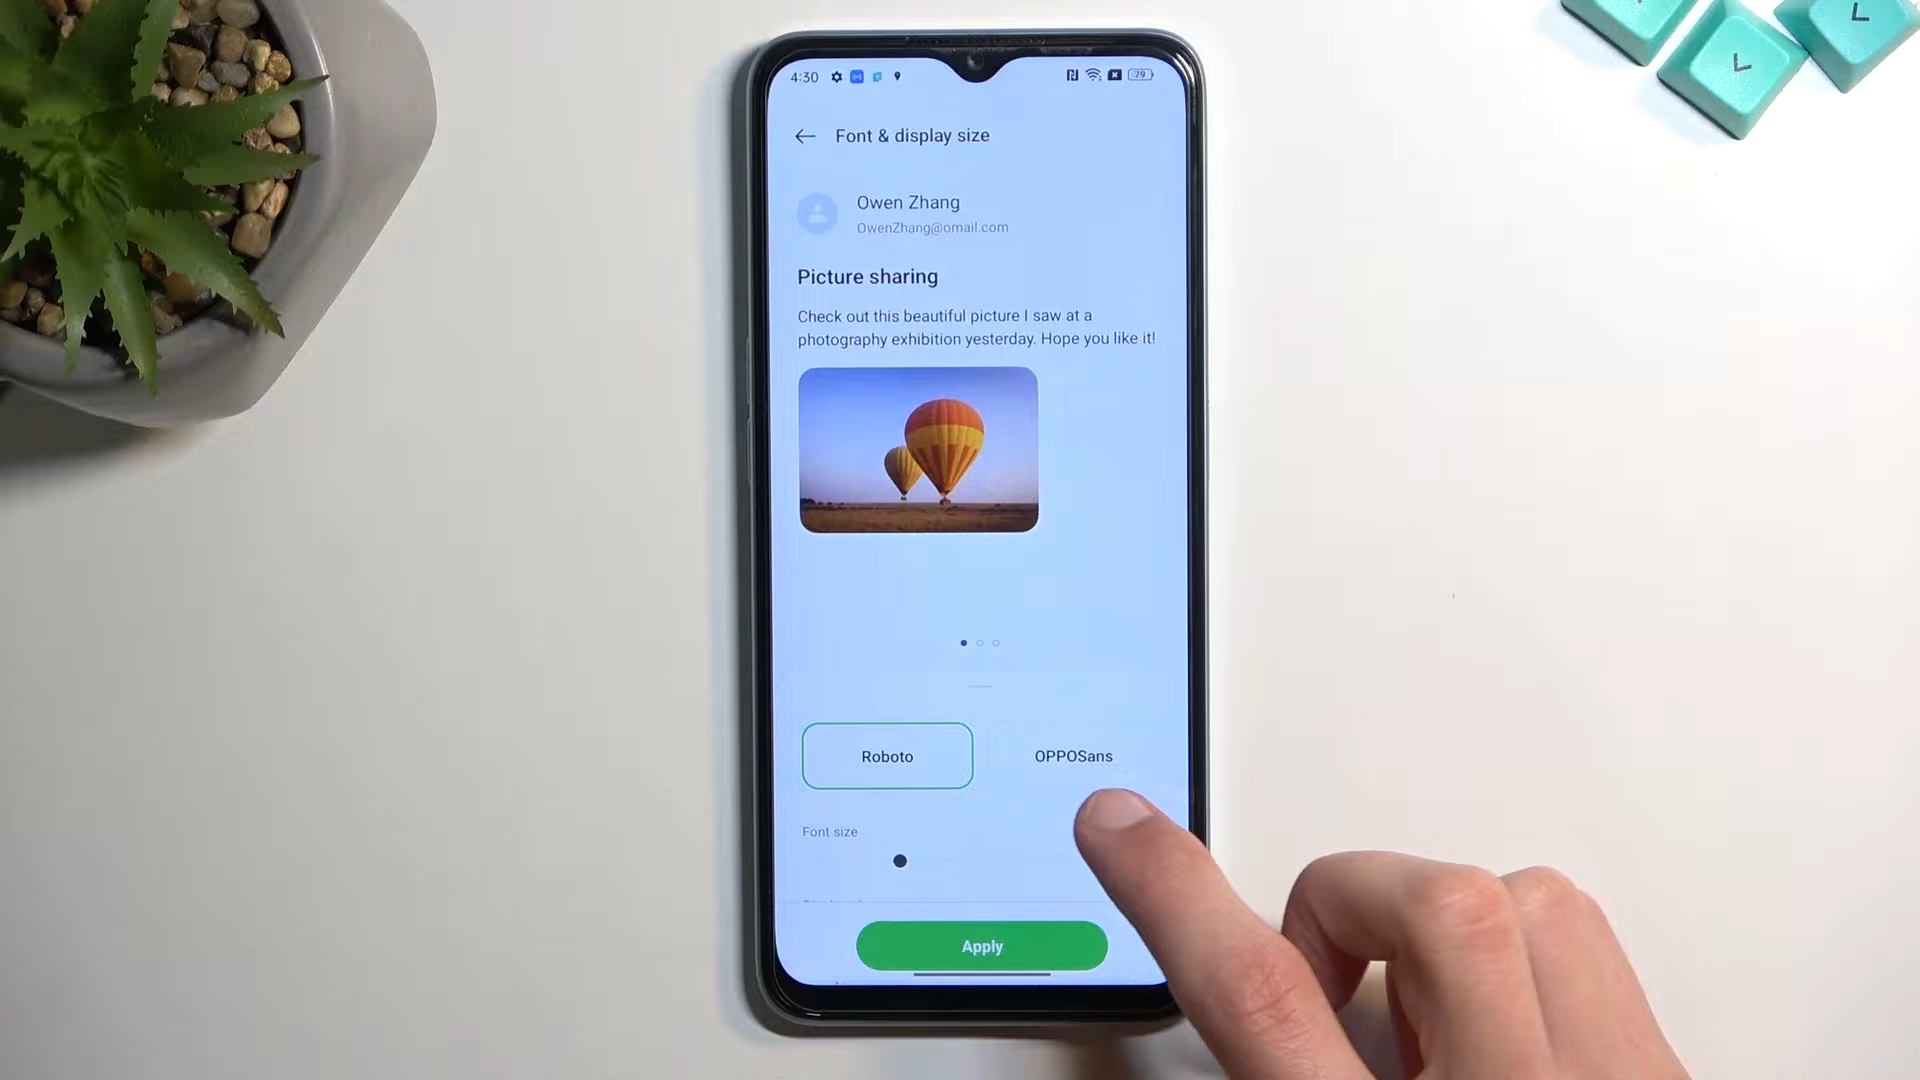 4:30
79
Font & display size
Owen Zhang
OwenZhang@omail.com
Picture sharing
Check out this beautiful picture I saw at a
photography exhibition yesterday. Hope you like it!
Roboto
OPPOSans
Font size
Apply